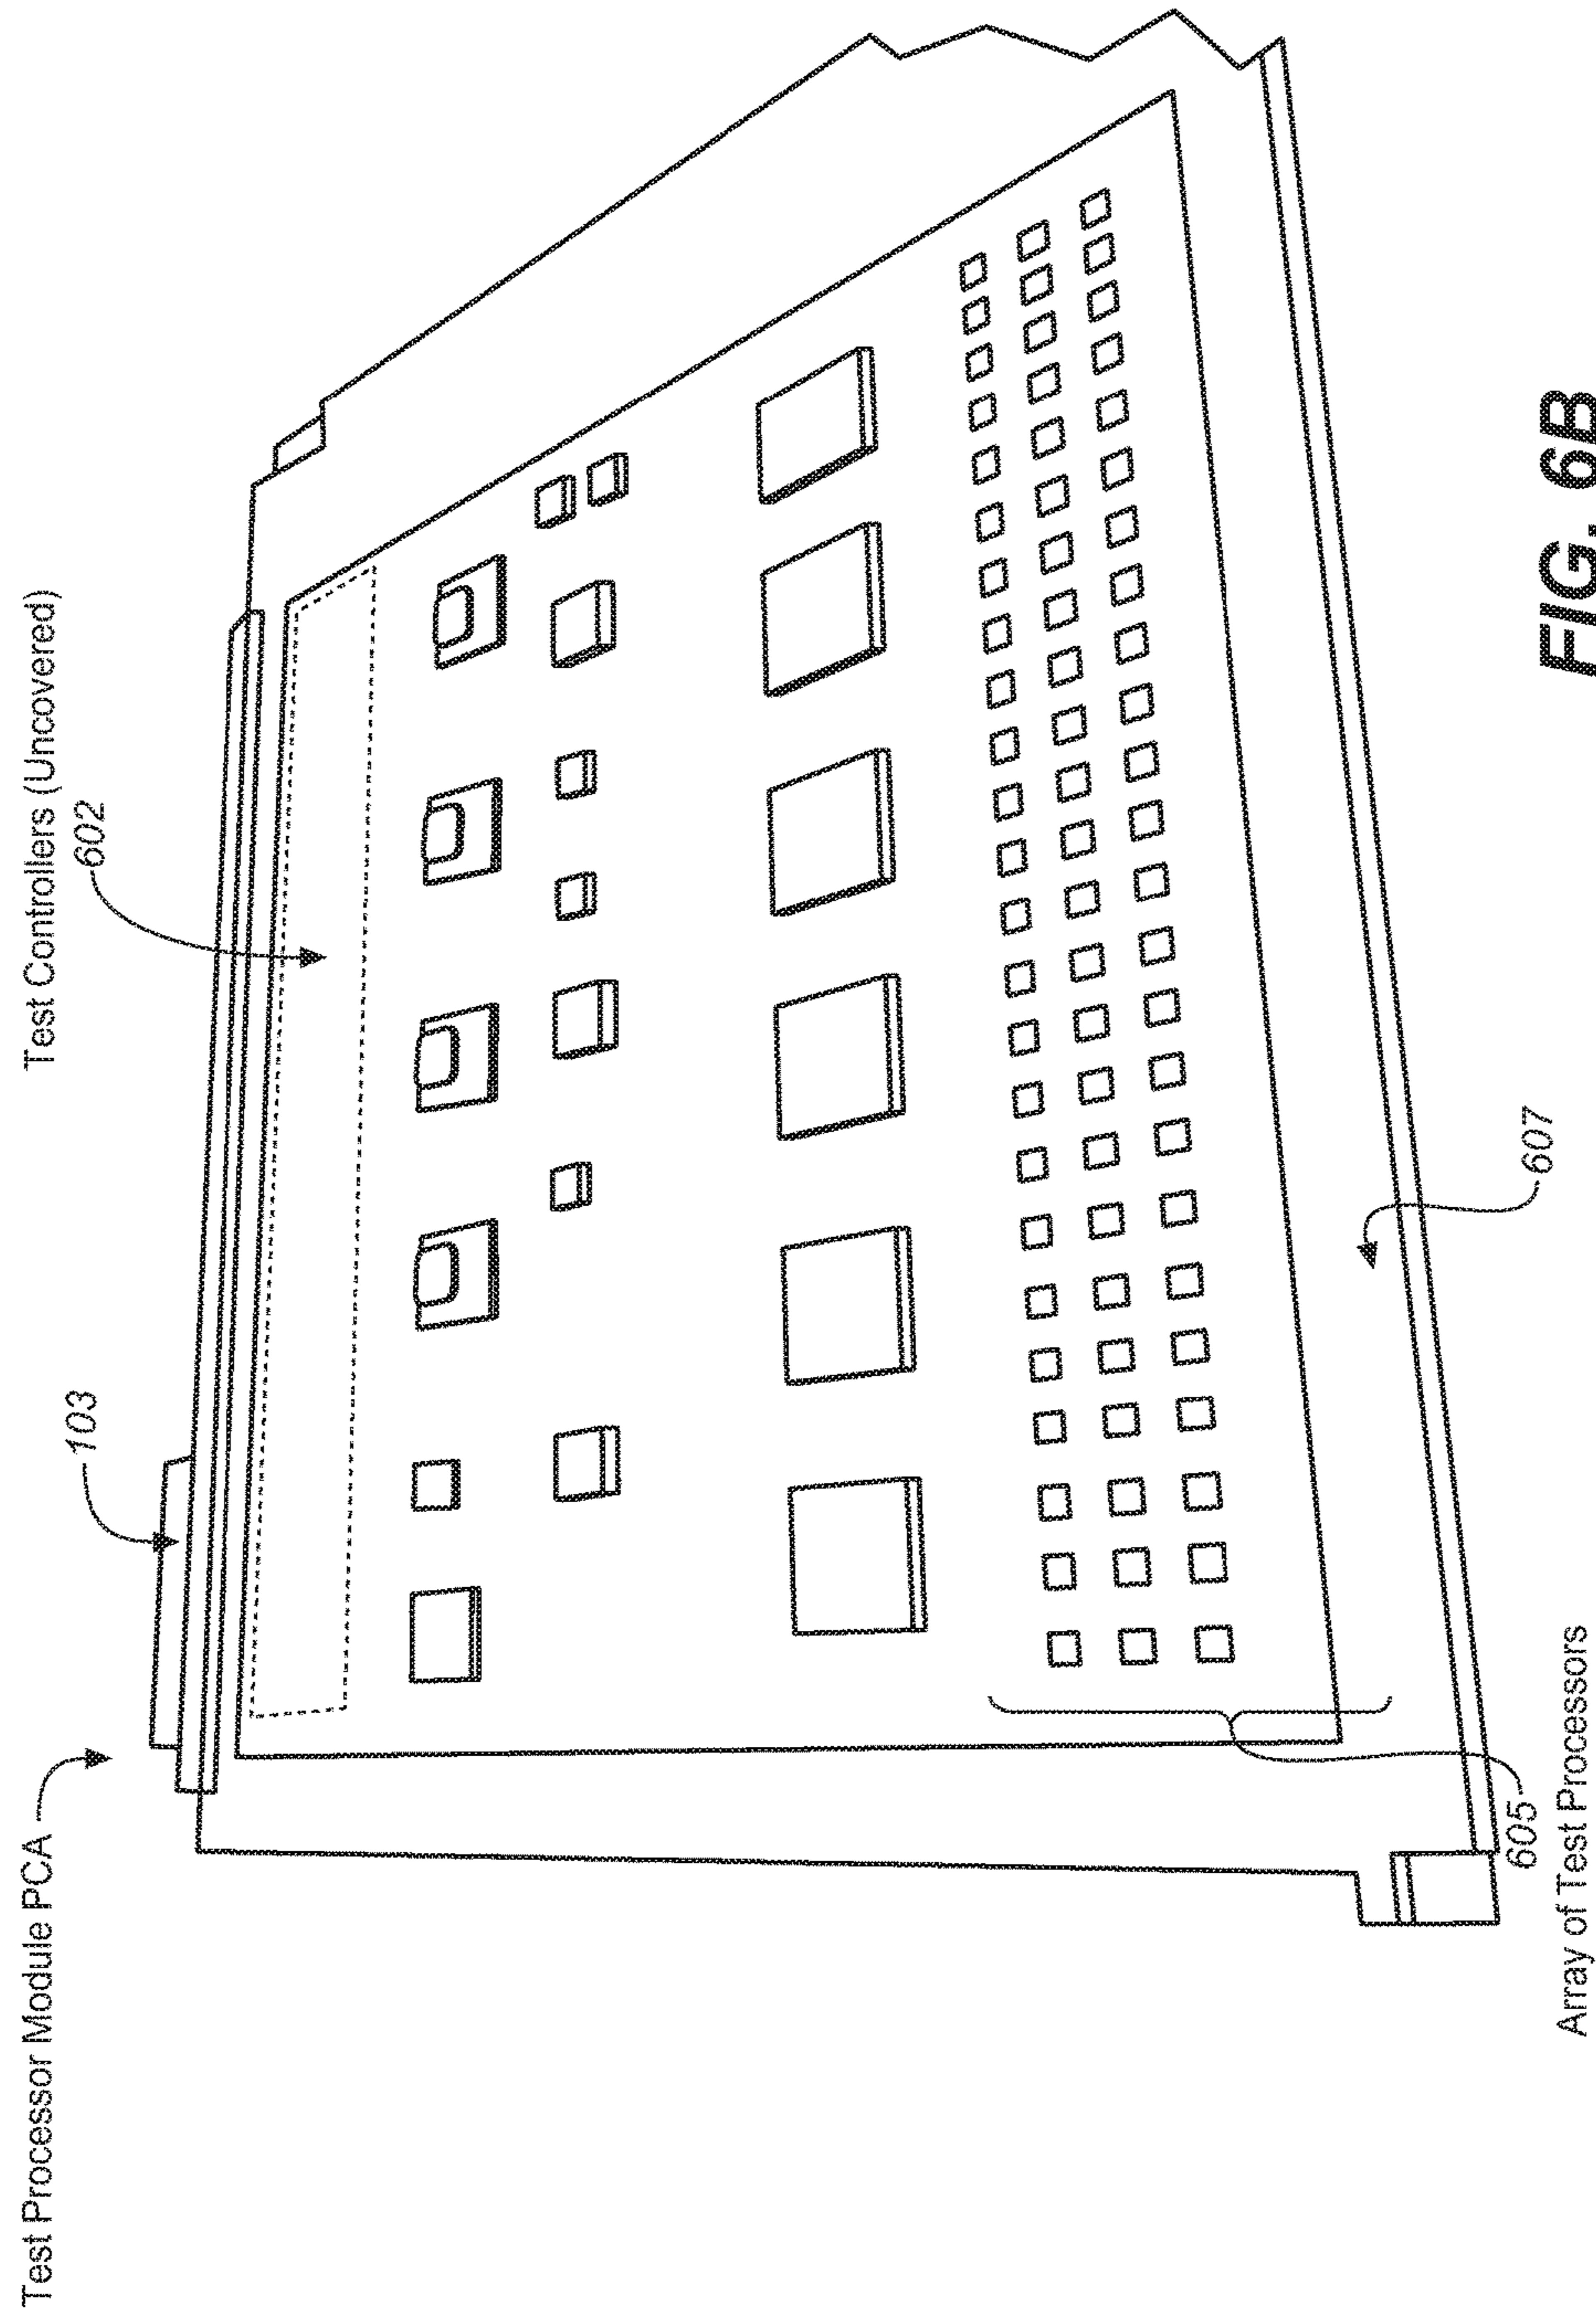 Test Processor Module PCA
103
Test Controllers (Uncovered)
602
605
Array of Test Processors
607
FIG. 6B